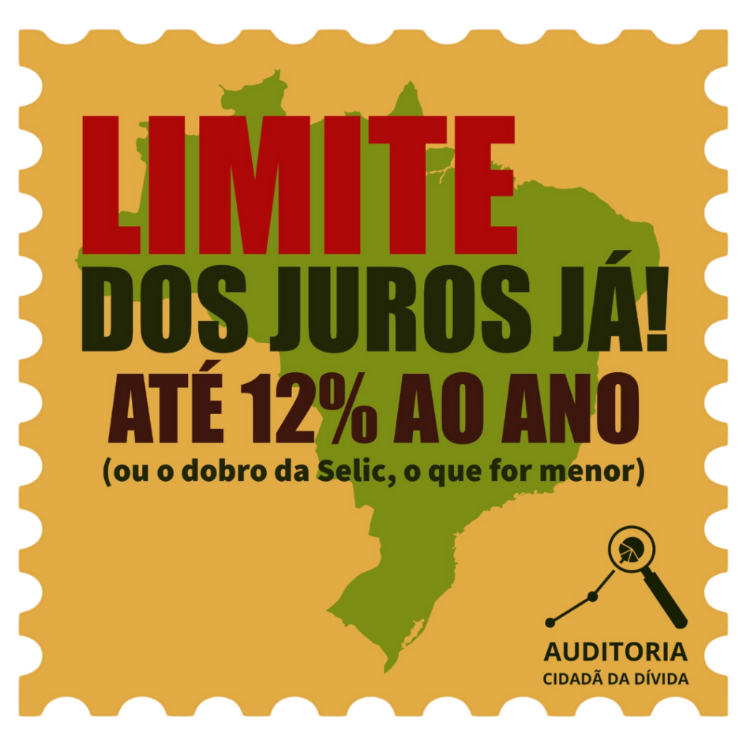 LIMITE
DOS JUROS JÁ!
ATÉ 12% AO ANO
(ou o dobro da Selic, o que for menor)
AUDITORIA
CIDADÃ DA DÍVIDA